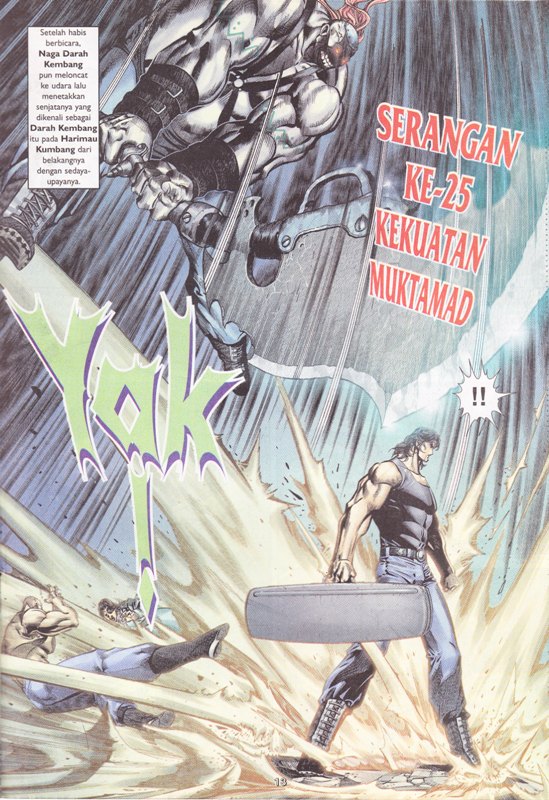 Setelah habis
berbicara,
Naga Darah
Kembang
pun meloncat
ke udara lalu
menetakkan
senjatanya yang
dikenali sebagai
Darah Kembang
itu pada Harimau
Kumbang dari
belakangnya
dengan sedaya-
upayanya.
SERANGAN
KE-25
KEKUATAN
MUKTAMAD
Yak!
!!
13